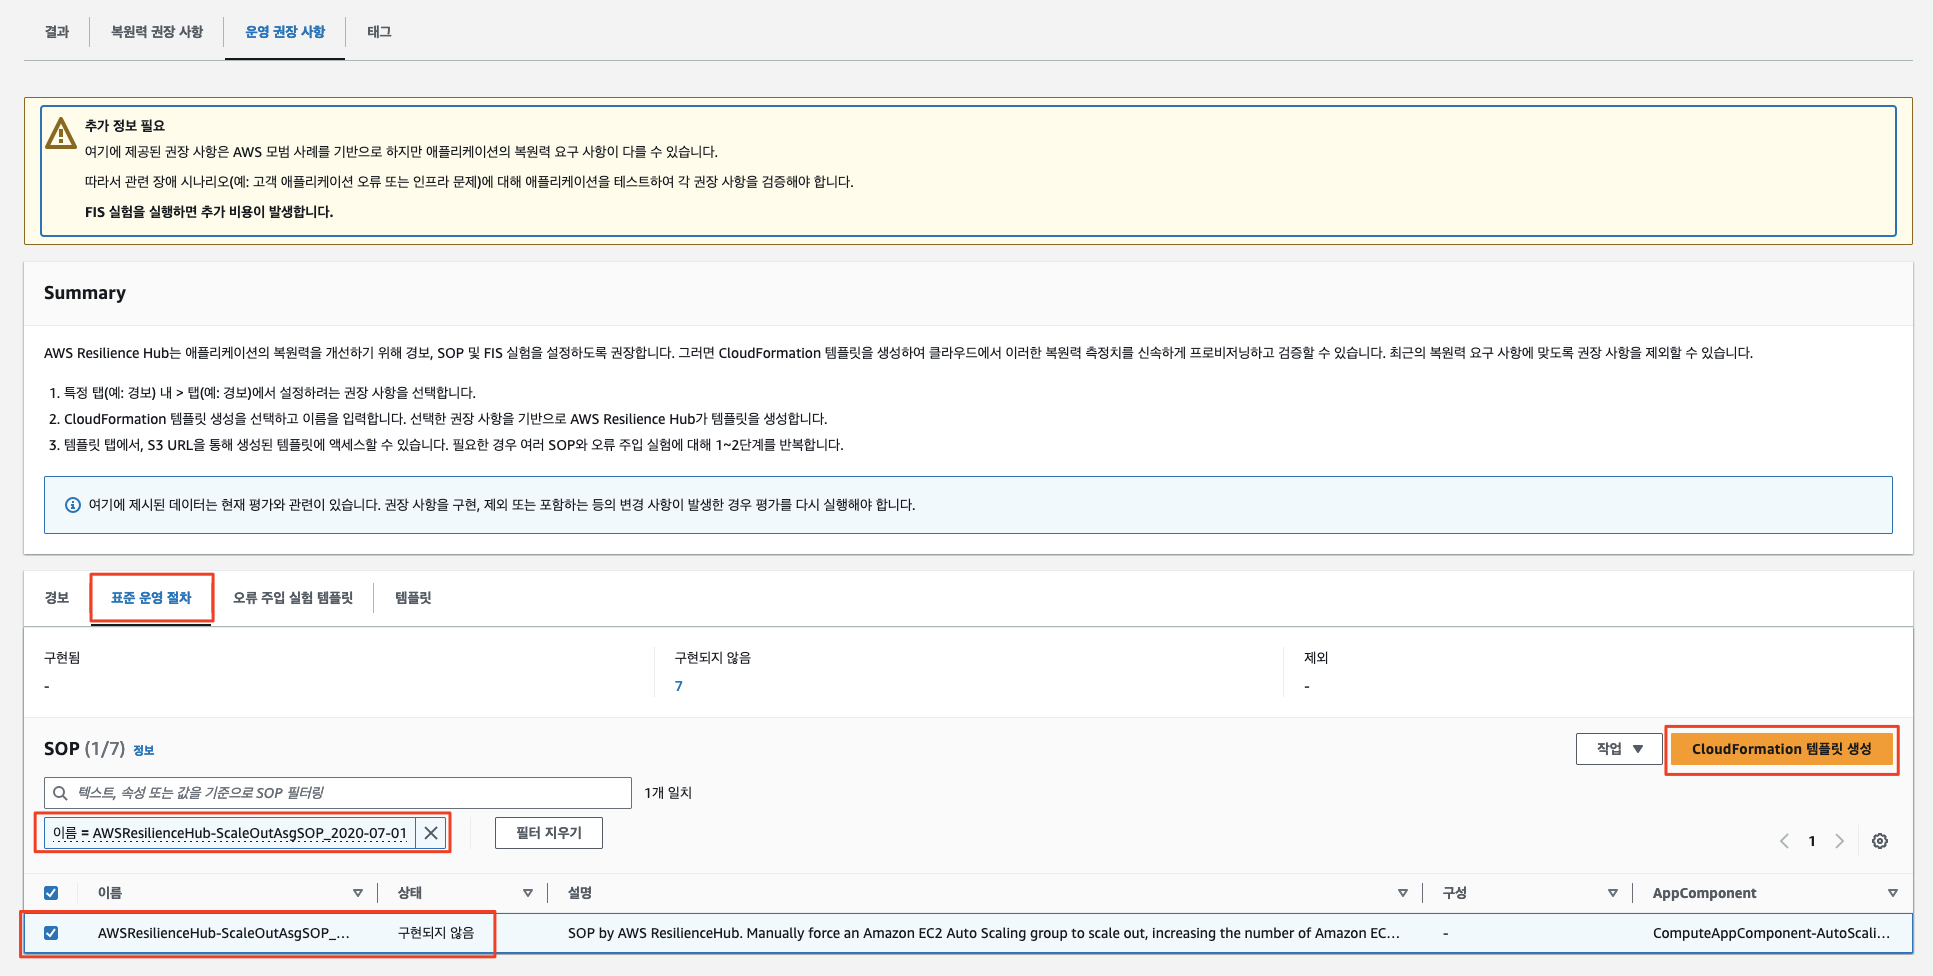 결과
복원력 권장 사항
운영 권장 사항
태그
추가 정보 필요
여기에 제공된 권장 사항은 AWS 모범 사례를 기반으로 하지만 애플리케이션의 복원력 요구 사항이 다를 수 있습니다.
따라서 관련 장애 시나리오(예: 고객 애플리케이션 오류 또는 인프라 문제)에 대해 애플리케이션을 테스트하여 각 권장 사항을 검증해야 합니다.
FIS 실험을 실행하면 추가 비용이 발생합니다.
Summary
AWS Resilience Hub는 애플리케이션의 복원력을 개선하기 위해 경보, SOP 및 FIS 실험을 설정하도록 권장합니다. 그러면 CloudFormation 템플릿을 생성하여 클라우드에서 이러한 복원력 측정치를 신속하게 프로비저닝하고 검증할 수 있습니다. 최근의 복원력 요구 사항에 맞도록 권장 사항을 제외할 수 있습니다.
1. 특정 탭(예: 경보) 내 > 탭(예: 경보)에서 설정하려는 권장 사항을 선택합니다.
2. CloudFormation 템플릿 생성을 선택하고 이름을 입력합니다. 선택한 권장 사항을 기반으로 AWS Resilience Hub가 템플릿을 생성합니다.
3. 템플릿 탭에서, S3 URL을 통해 생성된 템플릿에 액세스할 수 있습니다. 필요한 경우 여러 SOP와 오류 주입 실험에 대해 1~2단계를 반복합니다.
여기에 제시된 데이터는 현재 평가와 관련이 있습니다. 권장 사항을 구현, 제외 또는 포함하는 등의 변경 사항이 발생한 경우 평가를 다시 실행해야 합니다.
경보
표준 운영 절차
오류 주입 실험 템플릿
템플릿
구현됨
-
구현되지 않음
7
제외
-
SOP (1/7) 정보
작업
CloudFormation 템플릿 생성
텍스트, 속성 또는 값을 기준으로 SOP 필터링
1개 일치
이름 = AWSResilienceHub-ScaleOutAsgSOP_2020-07-01
필터 지우기
1
이름
상태
설명
구성
AppComponent
AWSResilienceHub-ScaleOutAsgSOP_...
구현되지 않음
SOP by AWS ResilienceHub. Manually force an Amazon EC2 Auto Scaling group to scale out, increasing the number of Amazon EC...
-
ComputeAppComponent-AutoScali...